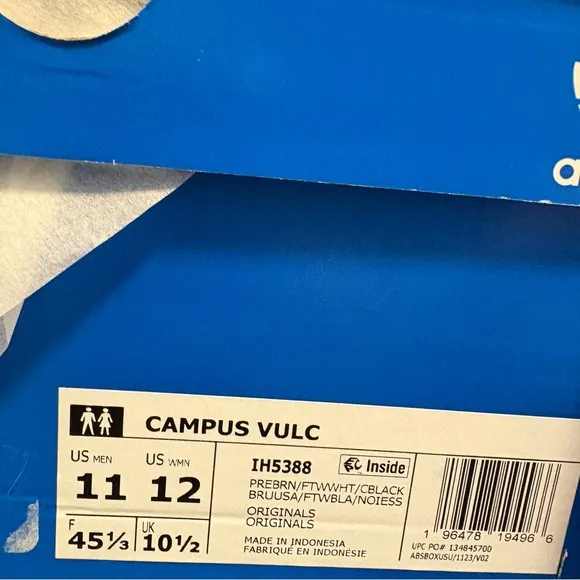 a
CAMPUS VULC
US MEN
11
US WMN
12
F
45⅓
UK
10½
IH5388
Inside
PREBRN/FTWWHT/CBLACK
BRUUSA/FTWBLA/NOIESS
ORIGINALS
ORIGINALS
MADE IN INDONESIA
FABRIQUÉ EN INDONÉSIE
1 96478 19496 6
UPC PO# 134845700
ABSBOXUSU/1123/V02